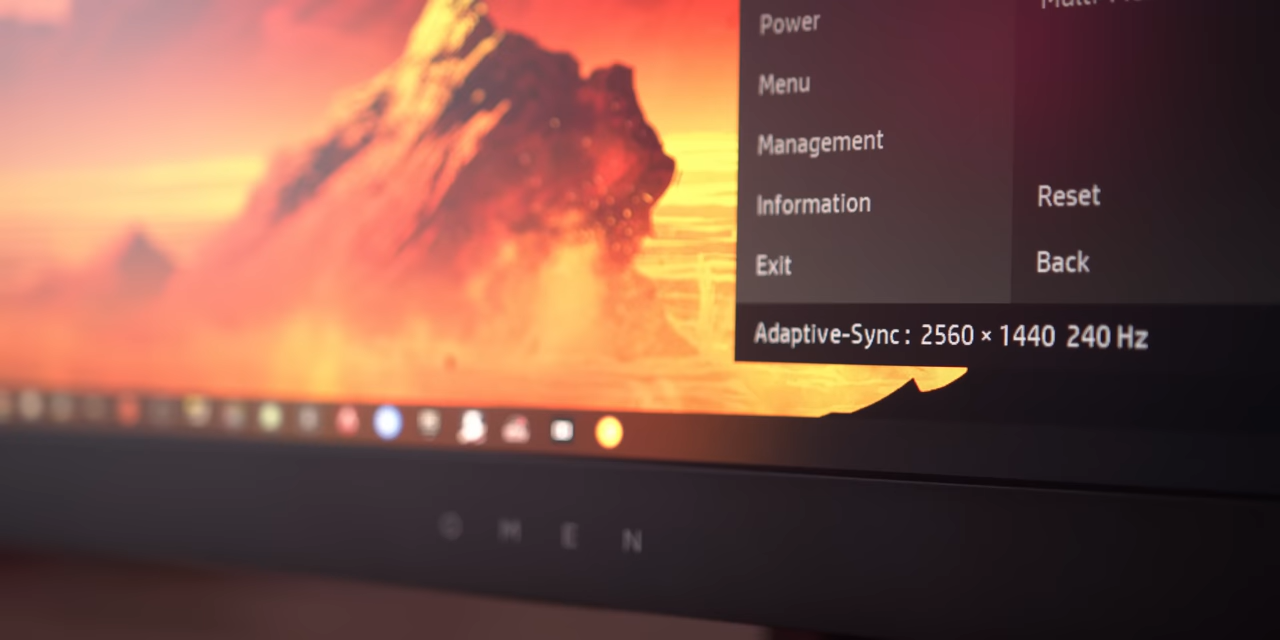 Power
Menu
Management
Information
Exit
Reset
Back
Adaptive-Sync: 2560 × 1440 240 Hz
OMEN